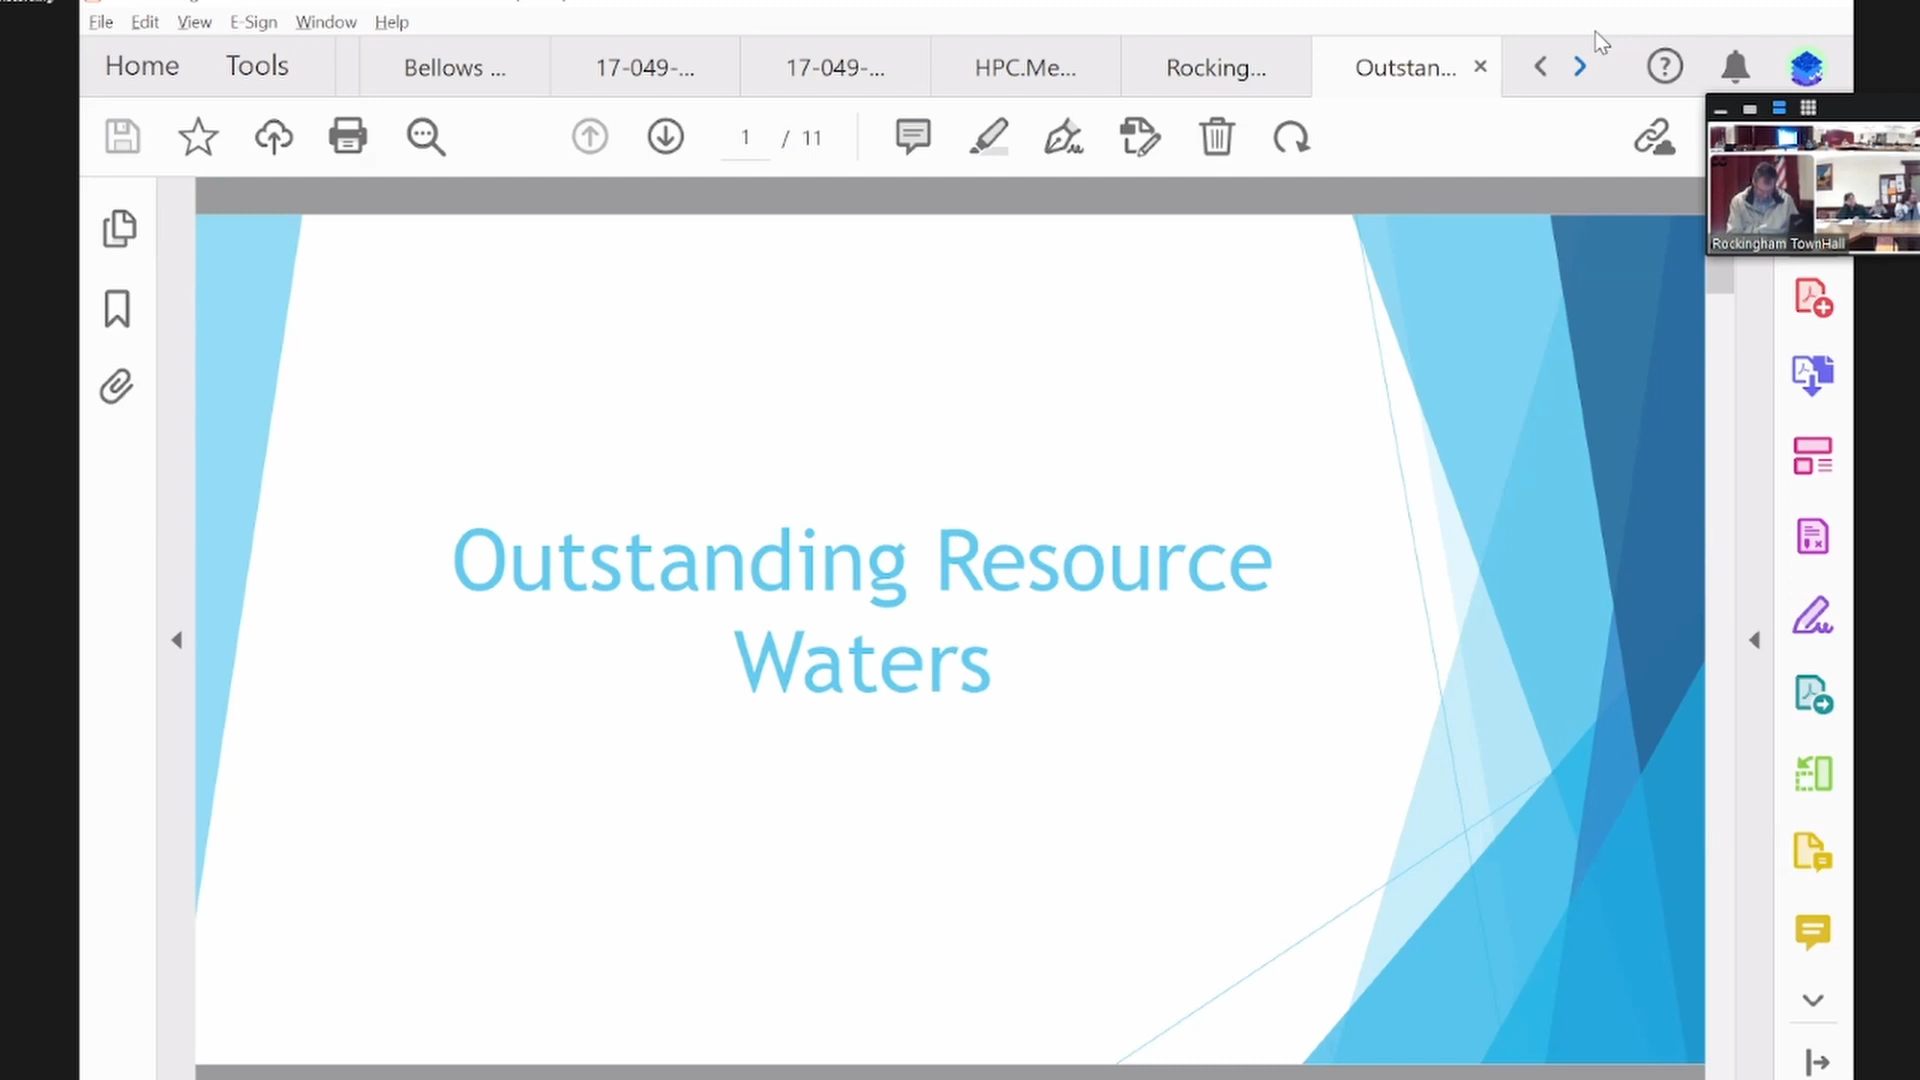 File Edit View E-Sign Window Help
Home Tools Bellows ... 17-049-... 17-049-... HPC.Me... Rocking... Outstan...
1 / 11
Rockingham TownHall
Outstanding Resource
Waters